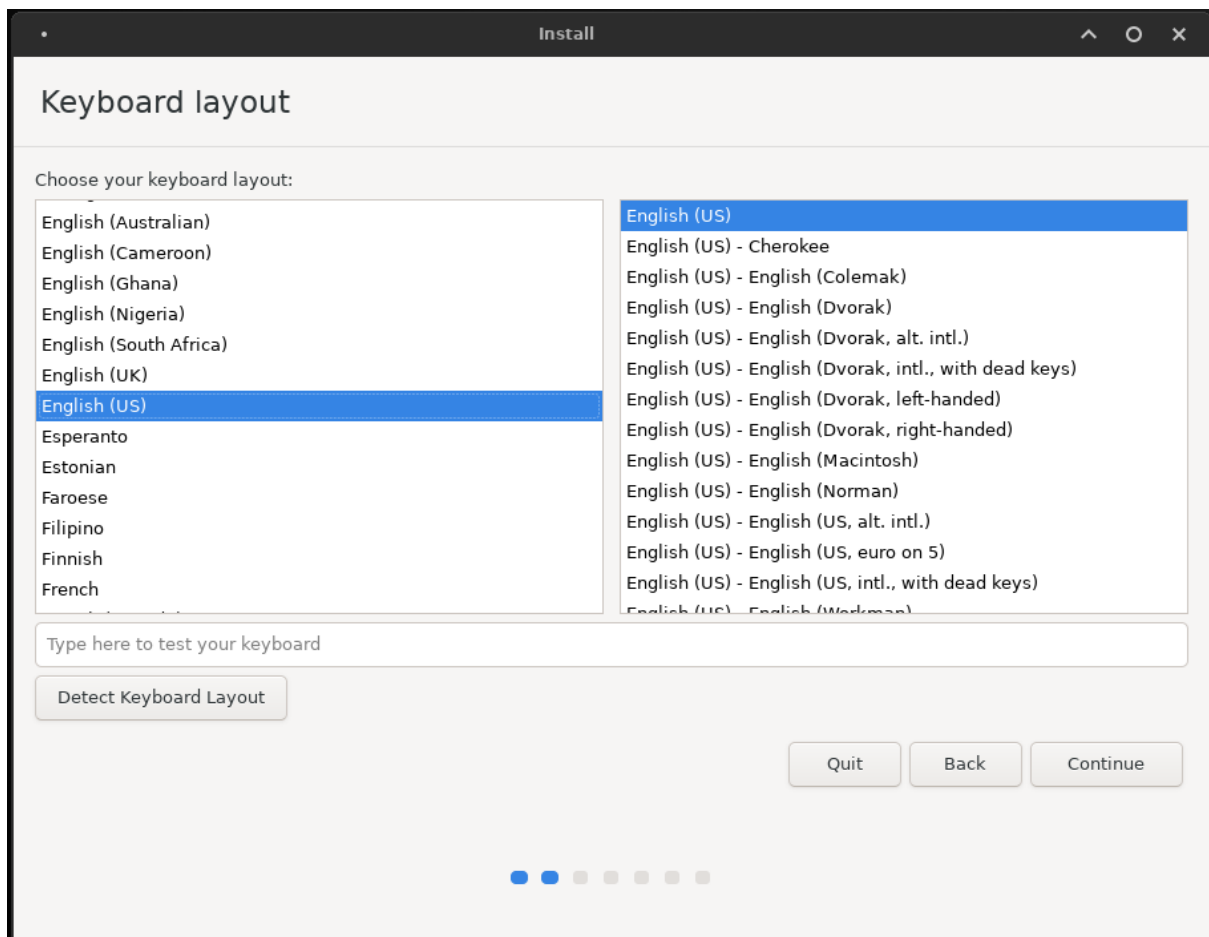 Install
Keyboard layout
Choose your keyboard layout:
English (Australian)
English (Cameroon)
English (Ghana)
English (Nigeria)
English (South Africa)
English (UK)
English (US)
Esperanto
Estonian
Faroese
Filipino
Finnish
French
English (US)
English (US) - Cherokee
English (US) - English (Colemak)
English (US) - English (Dvorak)
English (US) - English (Dvorak, alt. intl.)
English (US) - English (Dvorak, intl., with dead keys)
English (US) - English (Dvorak, left-handed)
English (US) - English (Dvorak, right-handed)
English (US) - English (Macintosh)
English (US) - English (Norman)
English (US) - English (US, alt. intl.)
English (US) - English (US, euro on 5)
English (US) - English (US, intl., with dead keys)
English (US) - English (Workman)
Type here to test your keyboard
Detect Keyboard Layout
Quit
Back
Continue